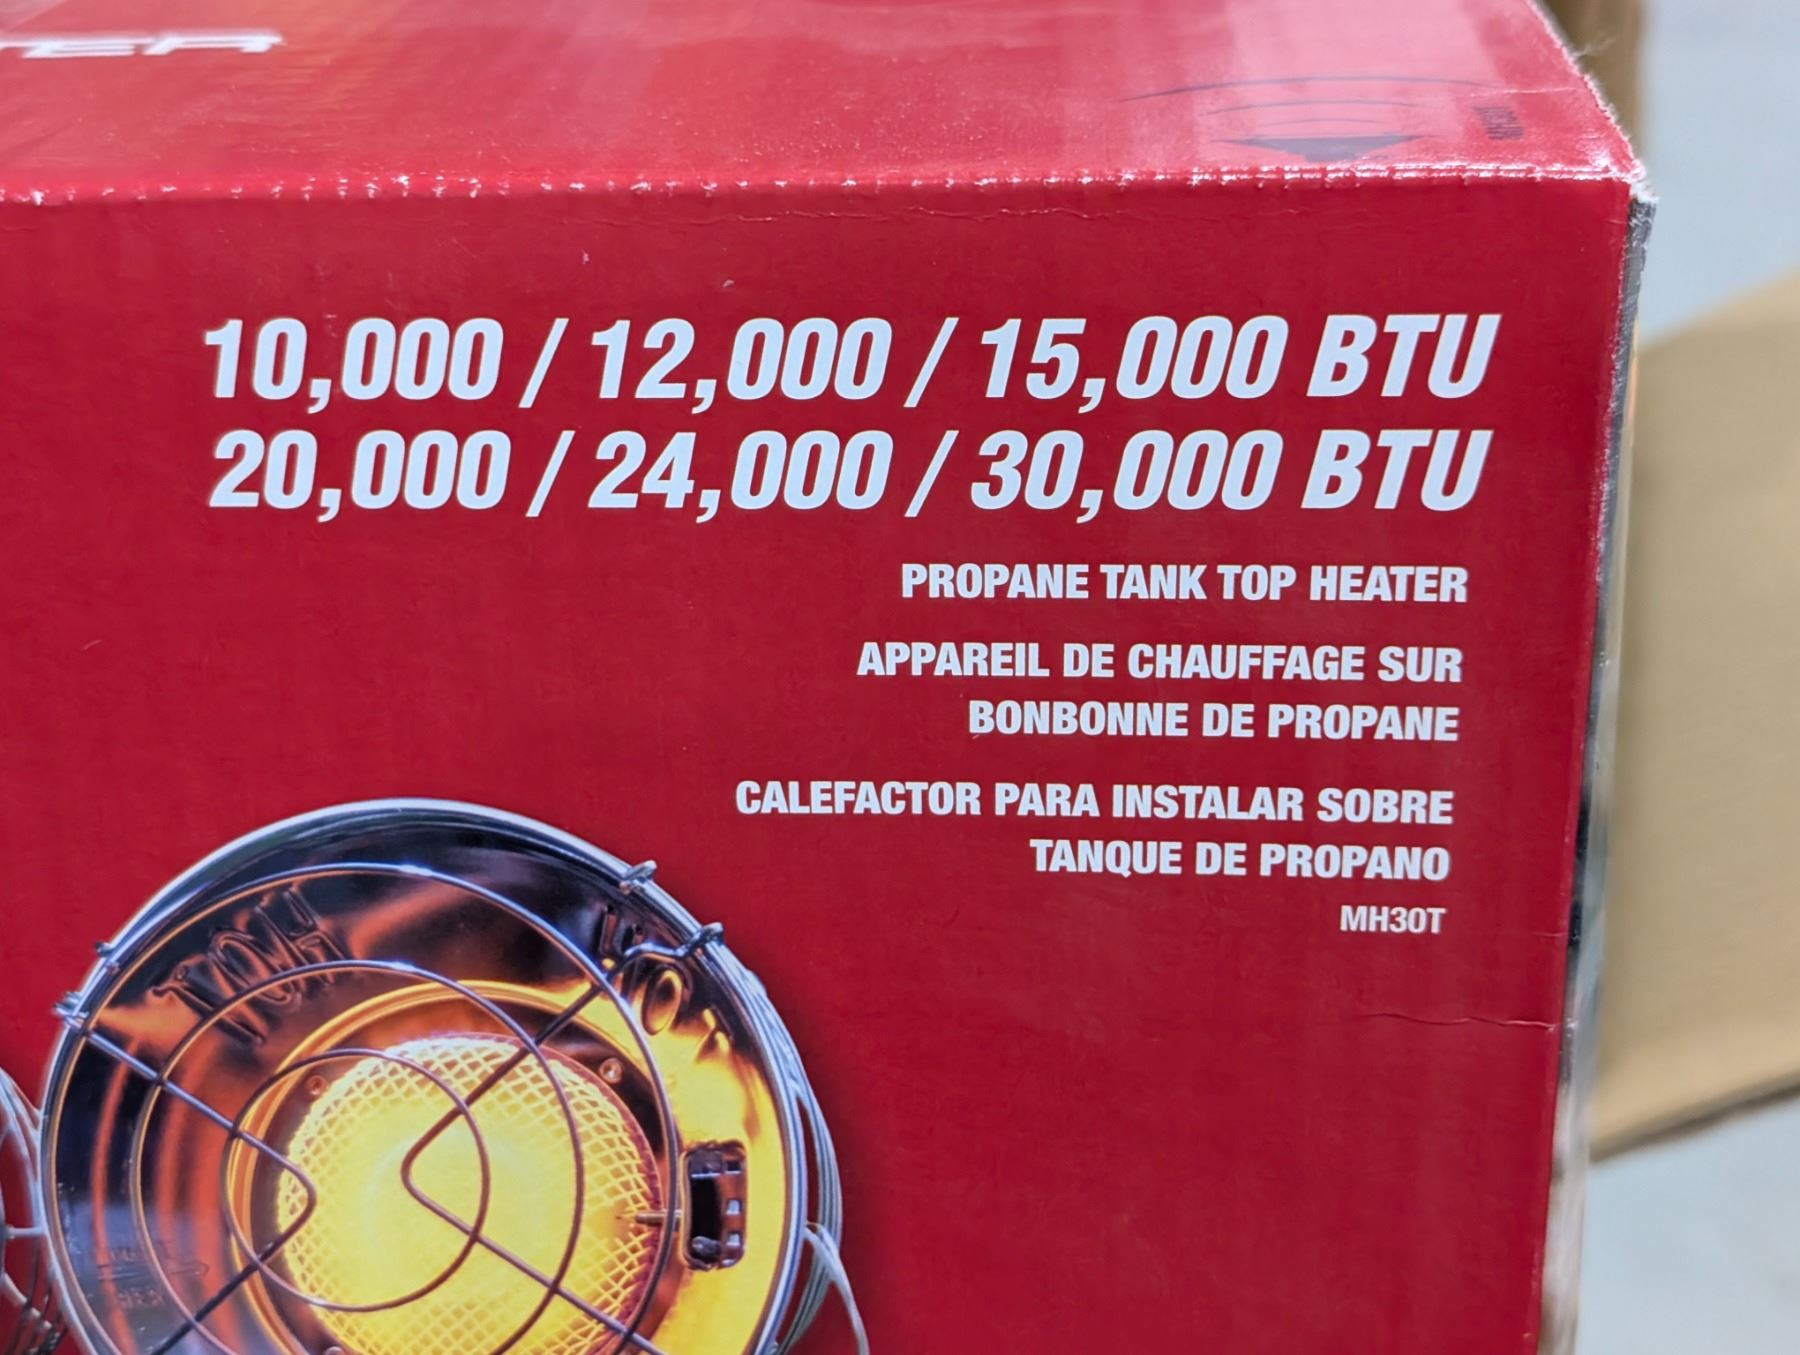 10,000 / 12,000 / 15,000 BTU
20,000 / 24,000 / 30,000 BTU
PROPANE TANK TOP HEATER
APPAREIL DE CHAUFFAGE SUR
BONBONNE DE PROPANE
CALEFACTOR PARA INSTALAR SOBRE
TANQUE DE PROPANO
MH30T
HOT